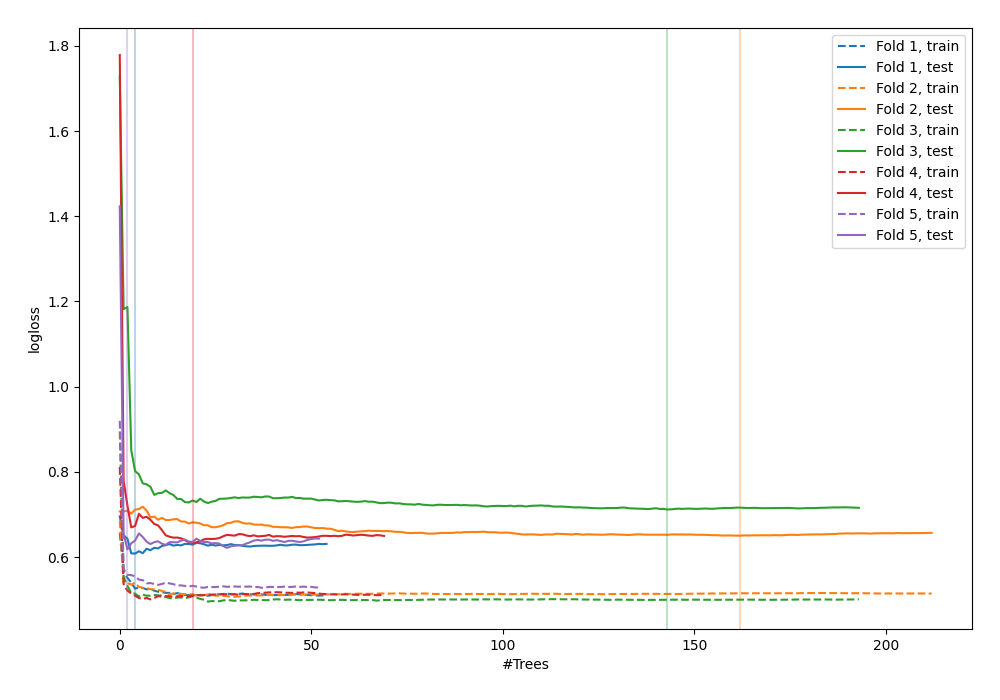 1.8
1.6
1.4
1.2
1.0
0.8
0.6
logloss
0
50
100
150
200
#Trees
Fold 1, train
Fold 1, test
Fold 2, train
Fold 2, test
Fold 3, train
Fold 3, test
Fold 4, train
Fold 4, test
Fold 5, train
Fold 5, test